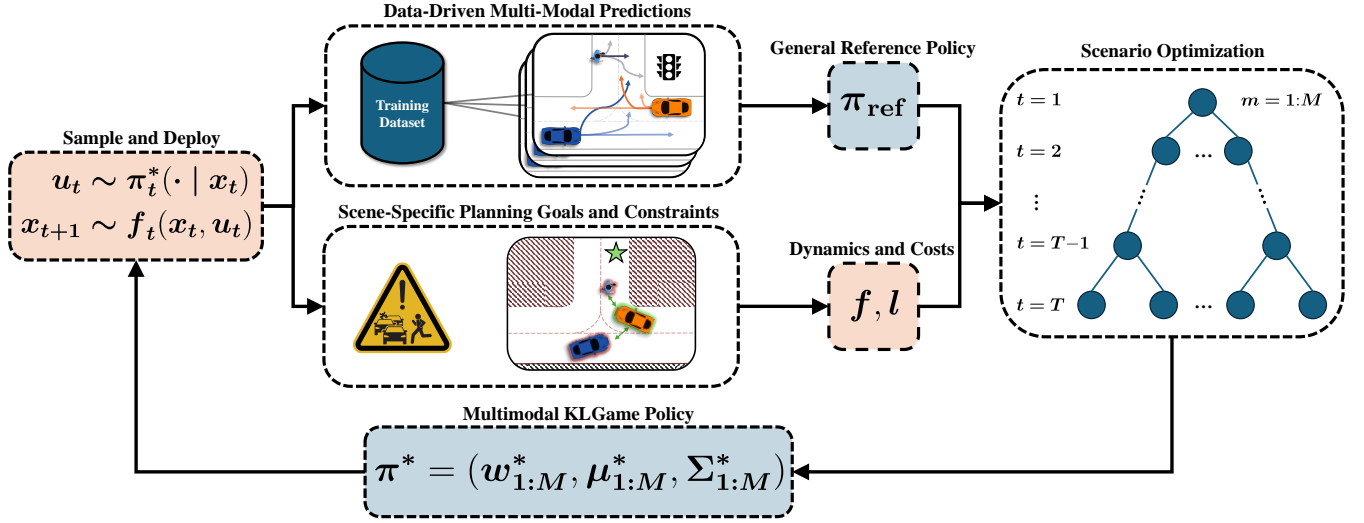 Data-Driven Multi-Modal Predictions
Training
Dataset
General Reference Policy
π_ref
Scenario Optimization
t = 1
m = 1:M
t = 2
...
⋮
t = T−1
t = T
...
Sample and Deploy
u_t ∼ π_t^*(· | x_t)
x_{t+1} ∼ f_t(x_t, u_t)
Scene-Specific Planning Goals and Constraints
!
Dynamics and Costs
f, l
Multimodal KLGame Policy
π^* = (w^*_{1:M}, μ^*_{1:M}, Σ^*_{1:M})